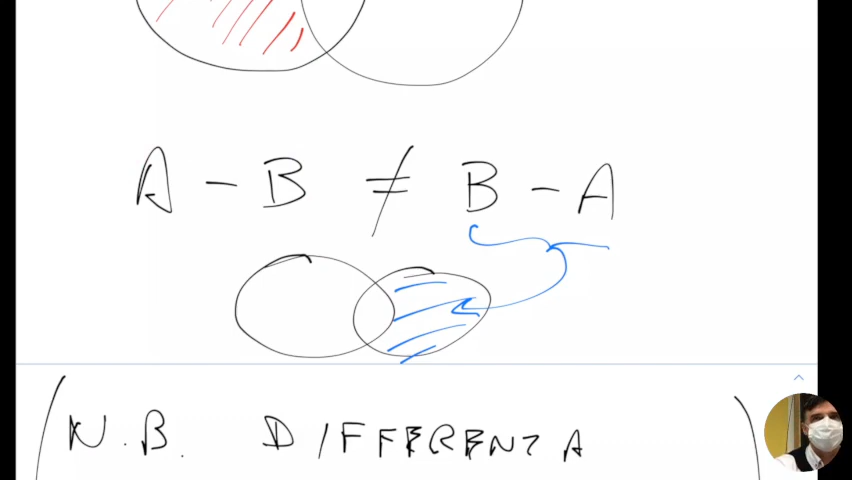 A - B ≠ B - A
(N.B. DIFFERENZA)